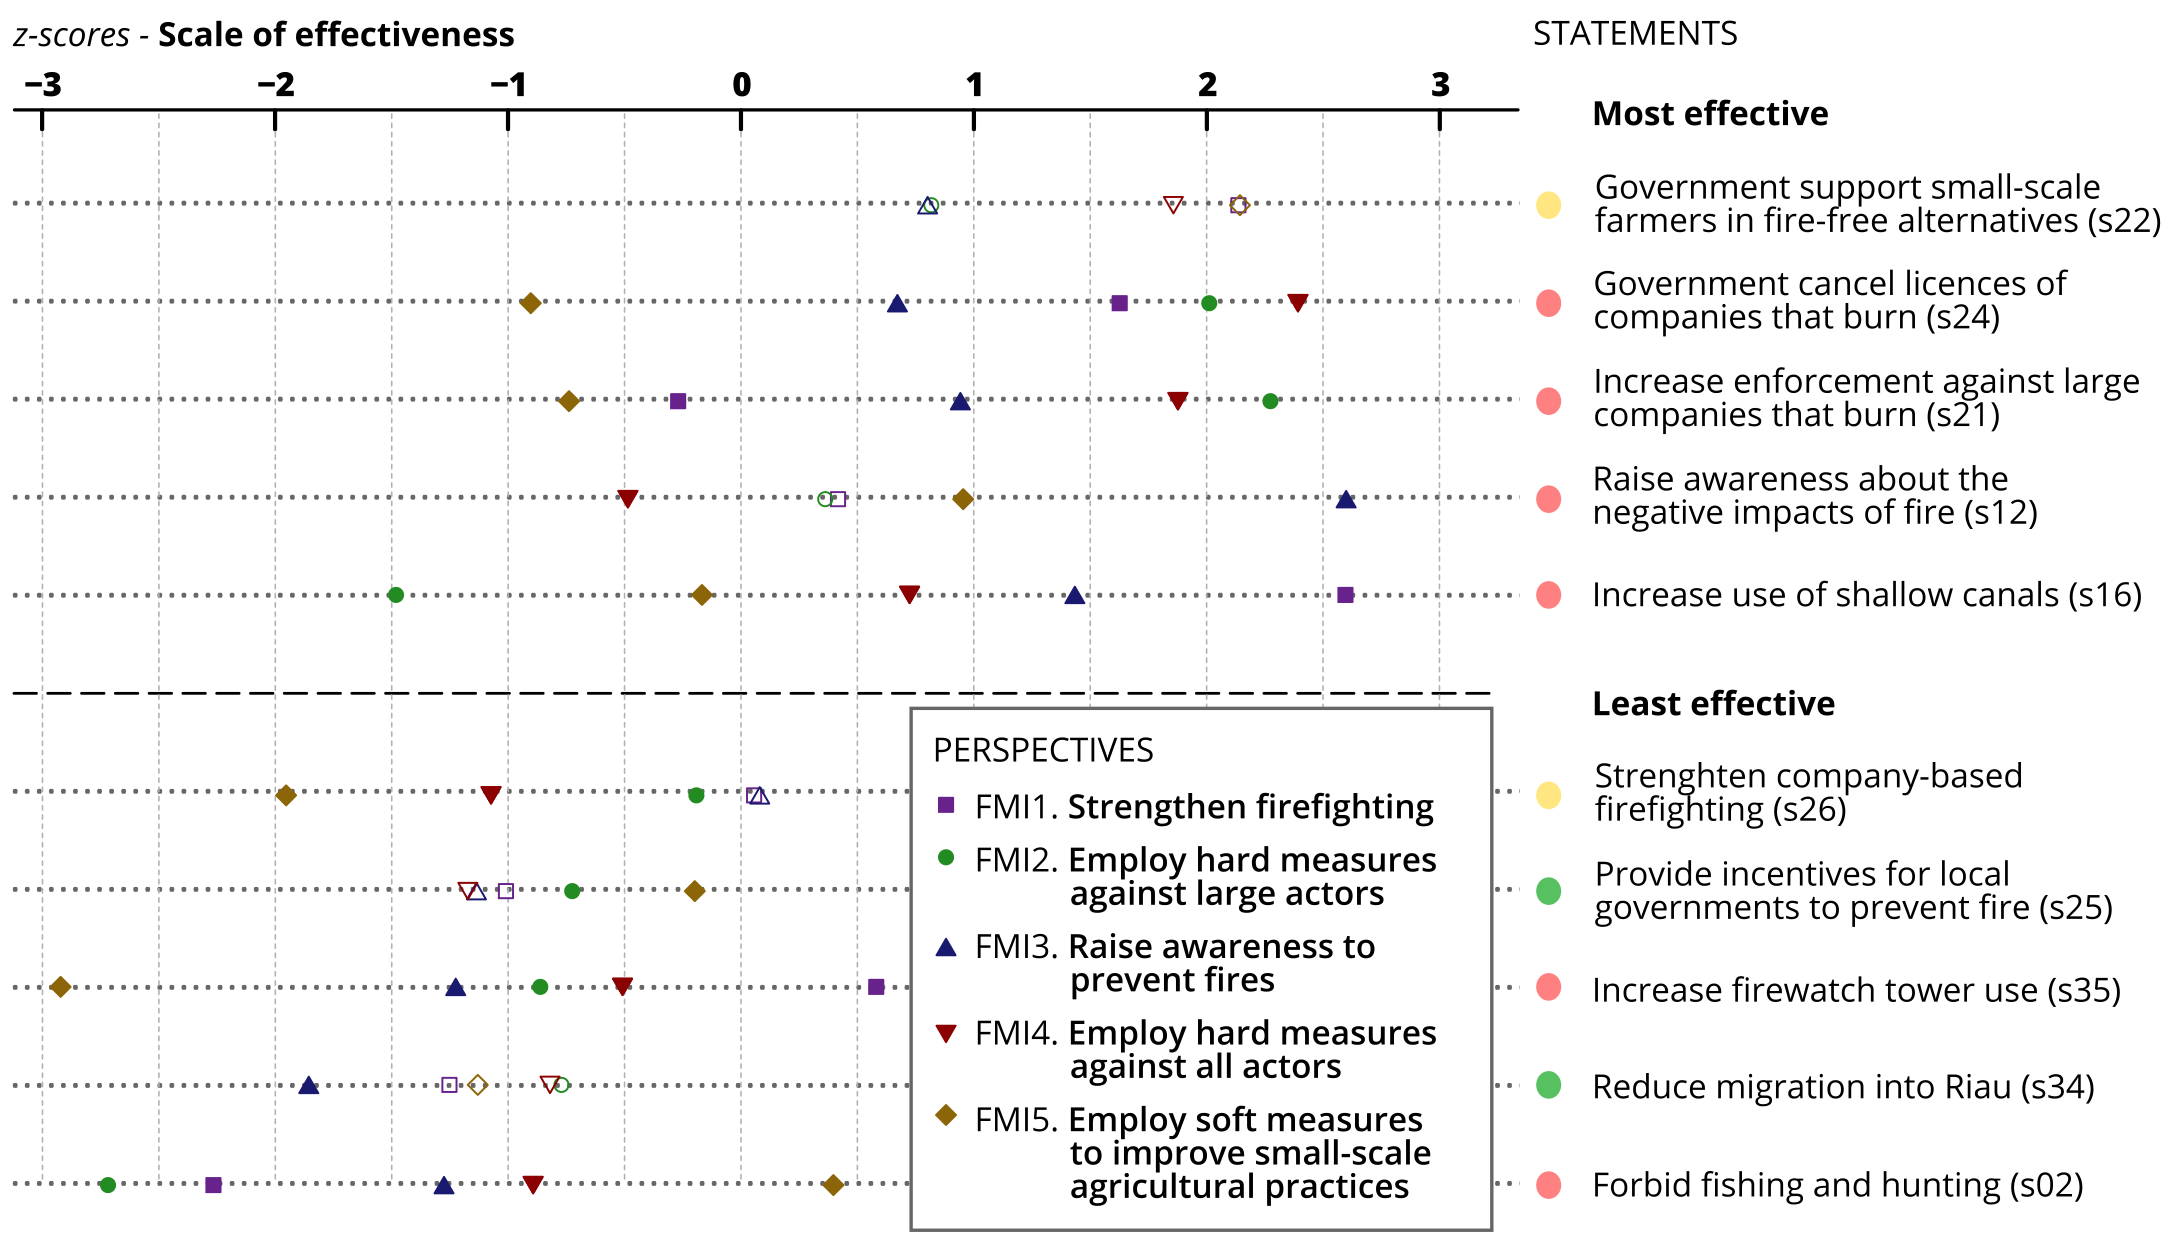 z-scores - Scale of effectiveness
STATEMENTS
−3 −2 −1 0 1 2 3
Most effective
Government support small-scale
farmers in fire-free alternatives (s22)
Government cancel licences of
companies that burn (s24)
Increase enforcement against large
companies that burn (s21)
Raise awareness about the
negative impacts of fire (s12)
Increase use of shallow canals (s16)
Least effective
Strenghten company-based
firefighting (s26)
Provide incentives for local
governments to prevent fire (s25)
Increase firewatch tower use (s35)
Reduce migration into Riau (s34)
Forbid fishing and hunting (s02)
PERSPECTIVES
FMI1. Strengthen firefighting
FMI2. Employ hard measures
against large actors
FMI3. Raise awareness to
prevent fires
FMI4. Employ hard measures
against all actors
FMI5. Employ soft measures
to improve small-scale
agricultural practices